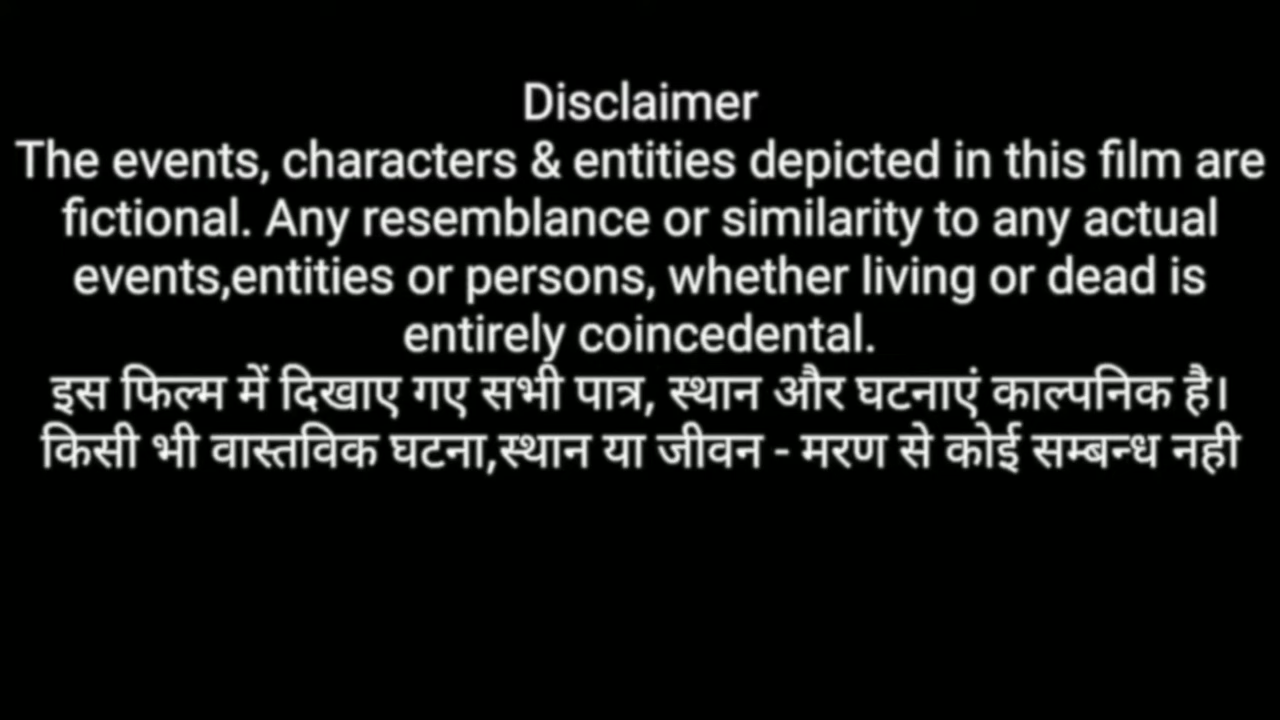 Disclaimer
The events, characters & entities depicted in this film are
fictional. Any resemblance or similarity to any actual
events,entities or persons, whether living or dead is
entirely coincedental.
इस फिल्म में दिखाए गए सभी पात्र, स्थान और घटनाएं काल्पनिक है।
किसी भी वास्तविक घटना,स्थान या जीवन - मरण से कोई सम्बन्ध नही